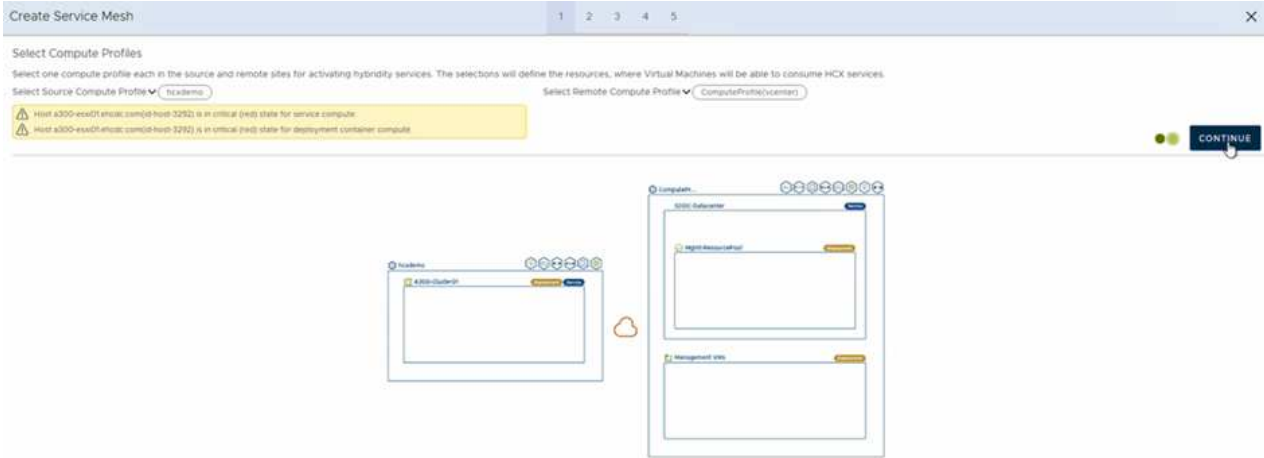 Create Service Mesh
1 2 3 4 5
Select Compute Profiles
Select one compute profile each in the source and remote sites for activating hybridity services. The selections will define the resources, where Virtual Machines will be able to consume HCX services.
Select Source Compute Profile hcxdemo
Select Remote Compute Profile ComputeProfile(vcenter)
Host a300-esxi01.ehcdc.com(id-host-3292) is in critical (red) state for service compute.
Host a300-esxi01.ehcdc.com(id-host-3292) is in critical (red) state for deployment container compute.
CONTINUE
SDDC-Datacenter Service
Mgmt-ResourcePool Deployment
hcxdemo
A300-Cluster01 Deployment Service
Management VMs Deployment